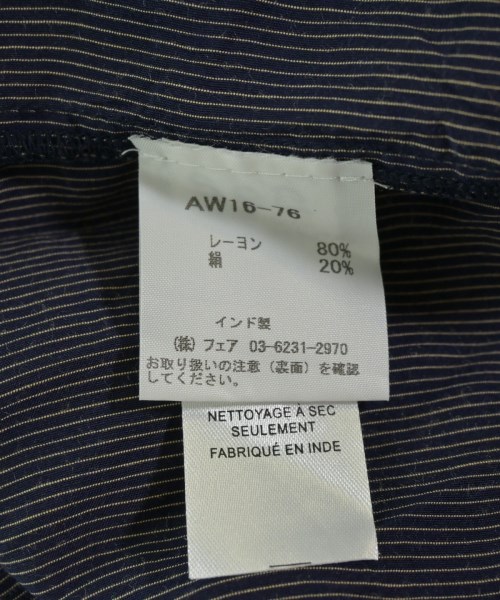 AW16-76
レーヨン 80%
絹 20%
インド製
(株) フェア 03-6231-2970
お取り扱いの注意 (裏面) を確認
してください。
NETTOYAGE À SEC
SEULEMENT
FABRIQUÉ EN INDE